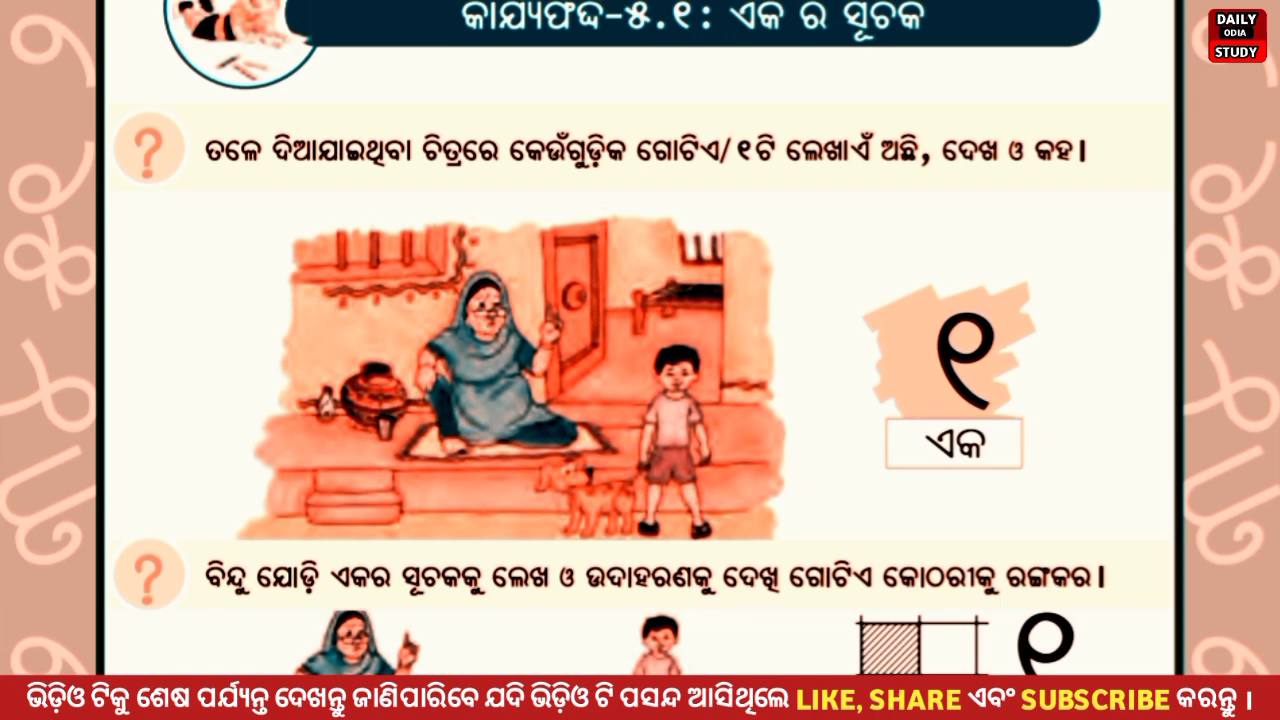 କାର୍ଯ୍ୟଫର୍ଦ୍ଦ-୫.୧: ଏକ ର ସୂଚକ
DAILY
ODIA
STUDY
? ତଳେ ଦିଆଯାଇଥିବା ଚିତ୍ରରେ କେଉଁଗୁଡ଼ିକ ଗୋଟିଏ/୧ଟି ଲେଖାଏଁ ଅଛି, ଦେଖ ଓ କହ।
୧
ଏକ
? ବିନ୍ଦୁ ଯୋଡ଼ି ଏକର ସୂଚକକୁ ଲେଖ ଓ ଉଦାହରଣକୁ ଦେଖି ଗୋଟିଏ କୋଠରୀକୁ ରଙ୍ଗକର।
୧
ଭିଡ଼ିଓ ଟିକୁ ଶେଷ ପର୍ଯ୍ୟନ୍ତ ଦେଖନ୍ତୁ ଜାଣିପାରିବେ ଯଦି ଭିଡ଼ିଓ ଟି ପସନ୍ଦ ଆସିଥିଲେ LIKE, SHARE ଏବଂ SUBSCRIBE କରନ୍ତୁ ।